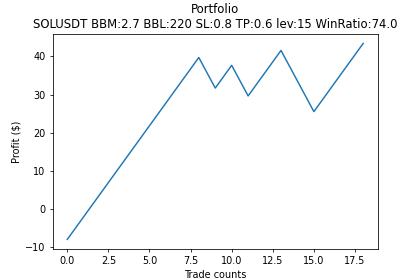 Portfolio
SOLUSDT BBM:2.7 BBL:220 SL:0.8 TP:0.6 lev:15 WinRatio:74.0
Profit ($)
40
30
20
10
0
−10
0.0 2.5 5.0 7.5 10.0 12.5 15.0 17.5
Trade counts